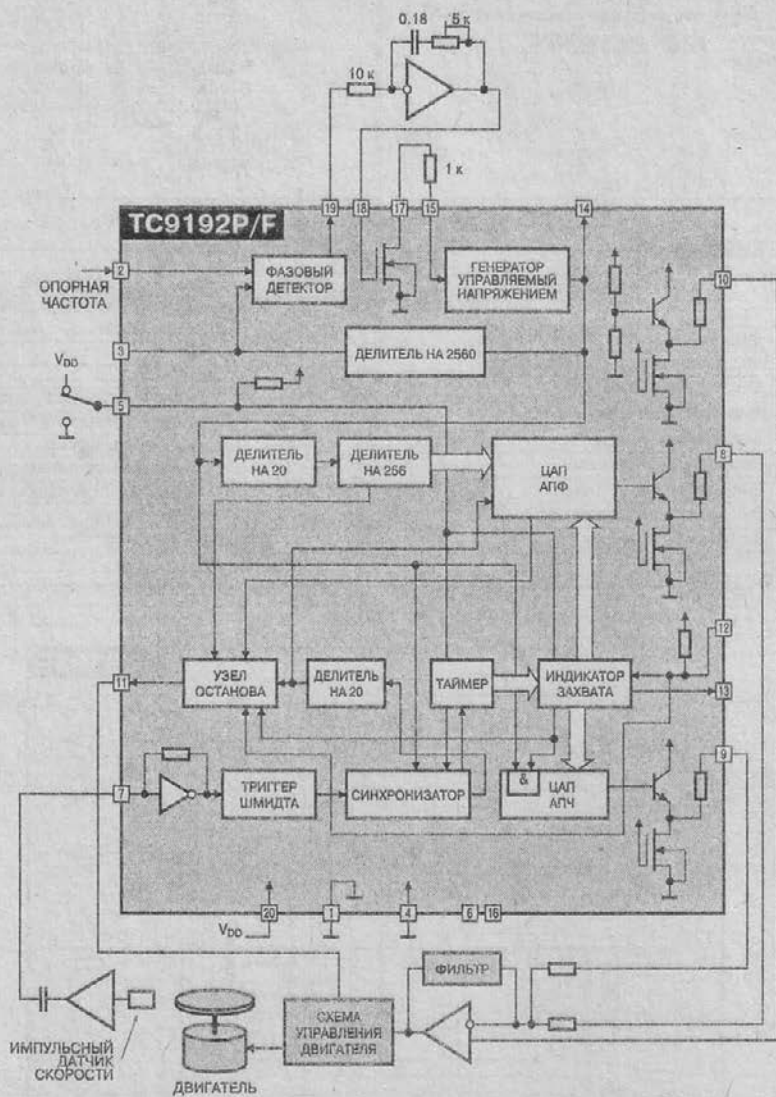 0.18
5 к
10 к
1 к
19
18
17
15
14
TC9192P/F
2
ОПОРНАЯ
ЧАСТОТА
ФАЗОВЫЙ
ДЕТЕКТОР
ГЕНЕРАТОР
УПРАВЛЯЕМЫЙ
НАПРЯЖЕНИЕМ
10
3
ДЕЛИТЕЛЬ НА 2560
VDD
5
ДЕЛИТЕЛЬ
НА 20
ДЕЛИТЕЛЬ
НА 256
ЦАП
АПФ
8
12
11
УЗЕЛ
ОСТАНОВА
ДЕЛИТЕЛЬ
НА 20
ТАЙМЕР
ИНДИКАТОР
ЗАХВАТА
13
9
7
ТРИГГЕР
ШМИДТА
СИНХРОНИЗАТОР
&
ЦАП
АПЧ
20
1
4
6
16
VDD
ФИЛЬТР
СХЕМА
УПРАВЛЕНИЯ
ДВИГАТЕЛЯ
ИМПУЛЬСНЫЙ
ДАТЧИК
СКОРОСТИ
ДВИГАТЕЛЬ